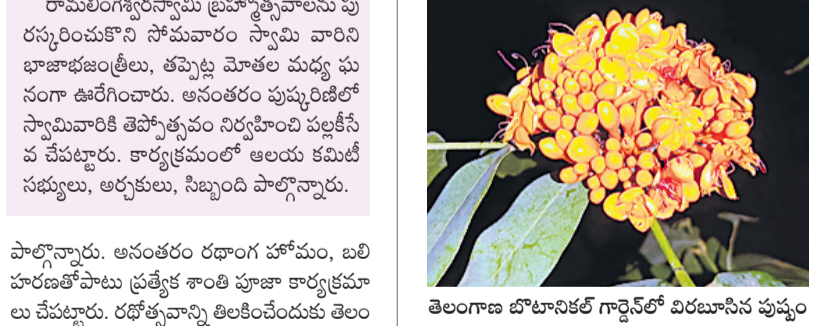 రామలింగేశ్వరస్వామి బ్రహ్మోత్సవాలను పు
రస్కరించుకొని సోమవారం స్వామి వారిని
భాజాభజంత్రీలు, తప్పెట్ల మోతల మధ్య ఘ
నంగా ఊరేగించారు. అనంతరం పుష్కరిణిలో
స్వామివారికి తెప్పోత్సవం నిర్వహించి పల్లకీసే
వ చేపట్టారు. కార్యక్రమంలో ఆలయ కమిటీ
సభ్యులు, అర్చకులు, సిబ్బంది పాల్గొన్నారు.
పాల్గొన్నారు. అనంతరం రథాంగ హోమం, బలి
హరణతోపాటు ప్రత్యేక శాంతి పూజా కార్యక్రమా
లు చేపట్టారు. రథోత్సవాన్ని తిలకించేందుకు తెలం
తెలంగాణ బొటానికల్ గార్డెన్‌లో విరబూసిన పుష్పం